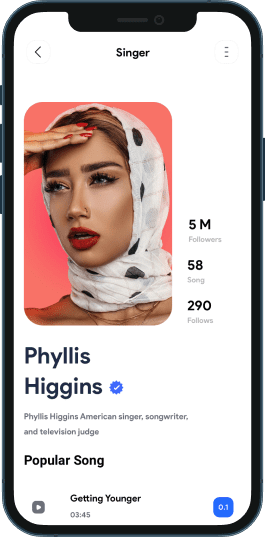 Singer
5 M
Followers
58
Song
290
Follows
Phyllis
Higgins
Phyllis Higgins American singer, songwriter,
and television judge
Popular Song
Getting Younger
03:45
0.1